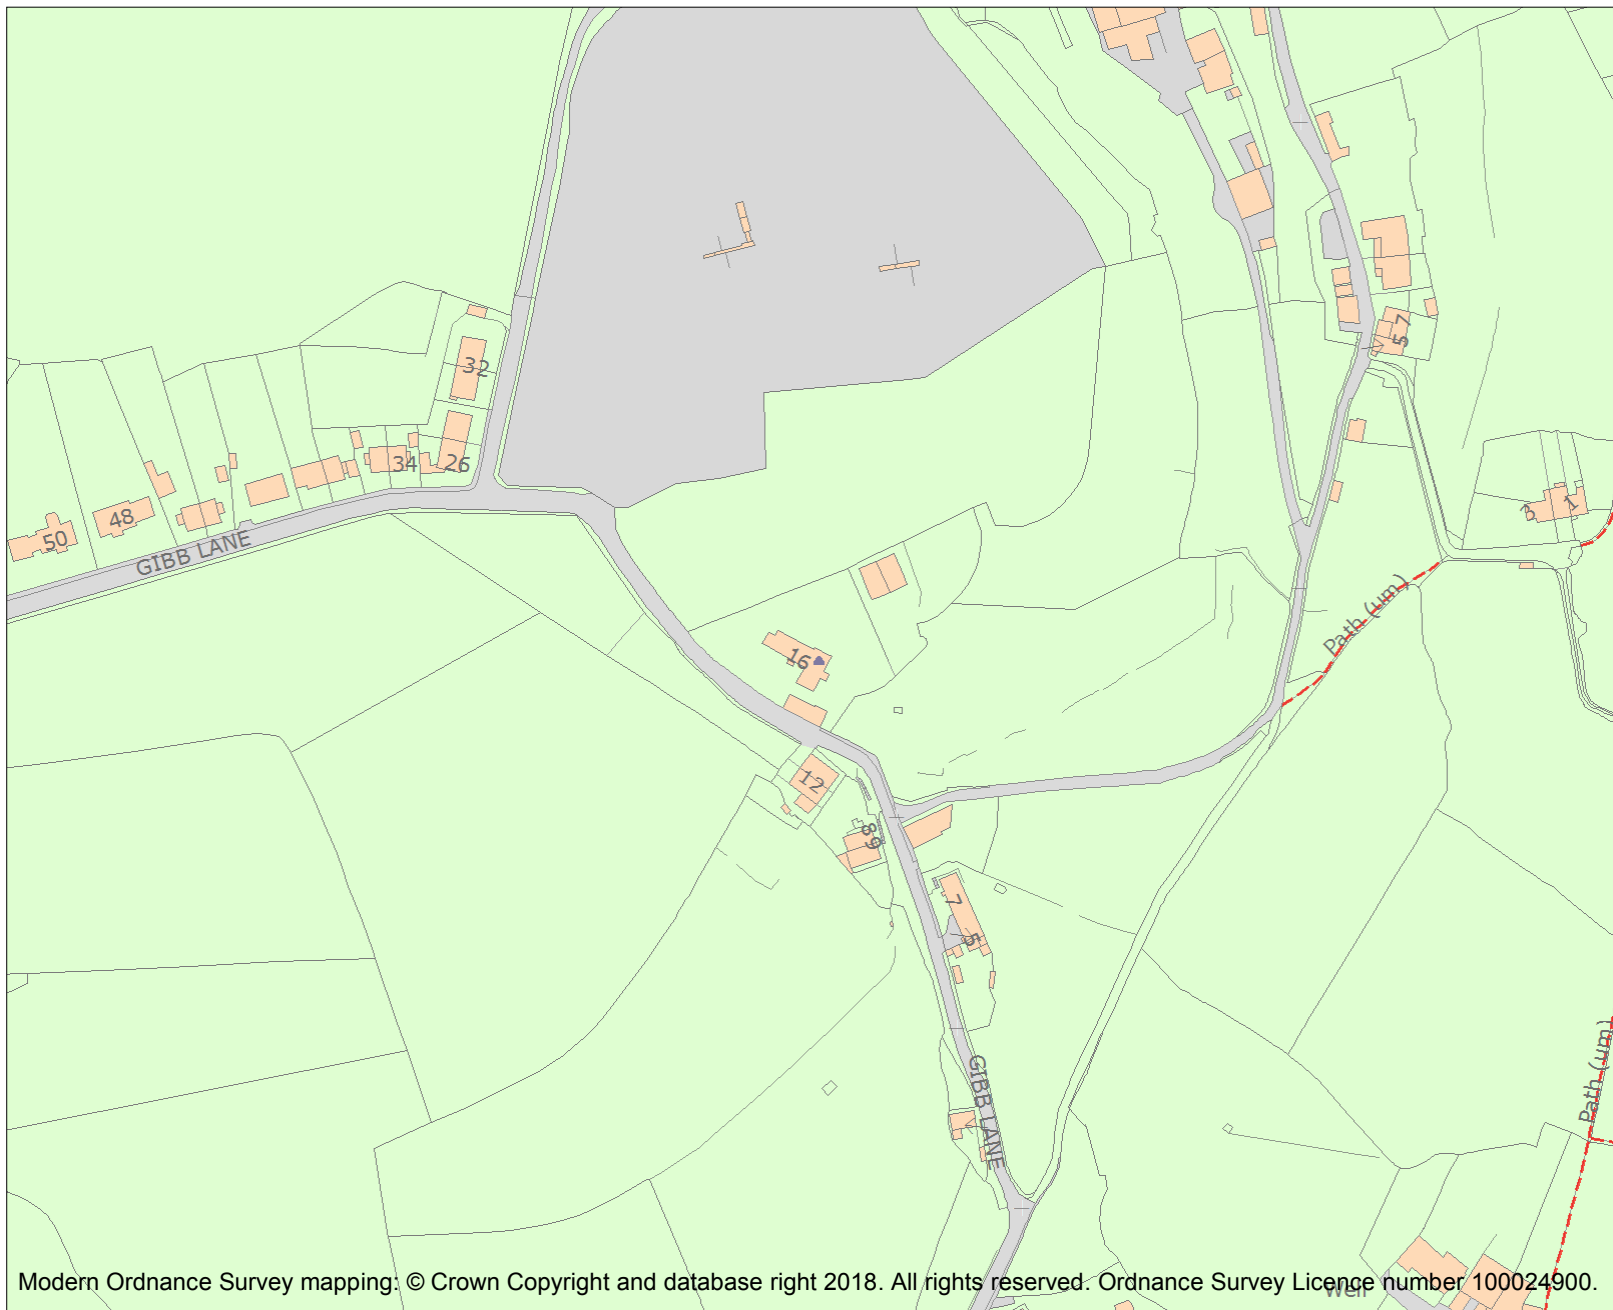 57
32
34
26
48
50
GIBB LANE
3
1
Path (um)
16
12
8 9
7
5
GIBB LANE
Path (um)
Modern Ordnance Survey mapping: © Crown Copyright and database right 2018. All rights reserved. Ordnance Survey Licence number 100024900.